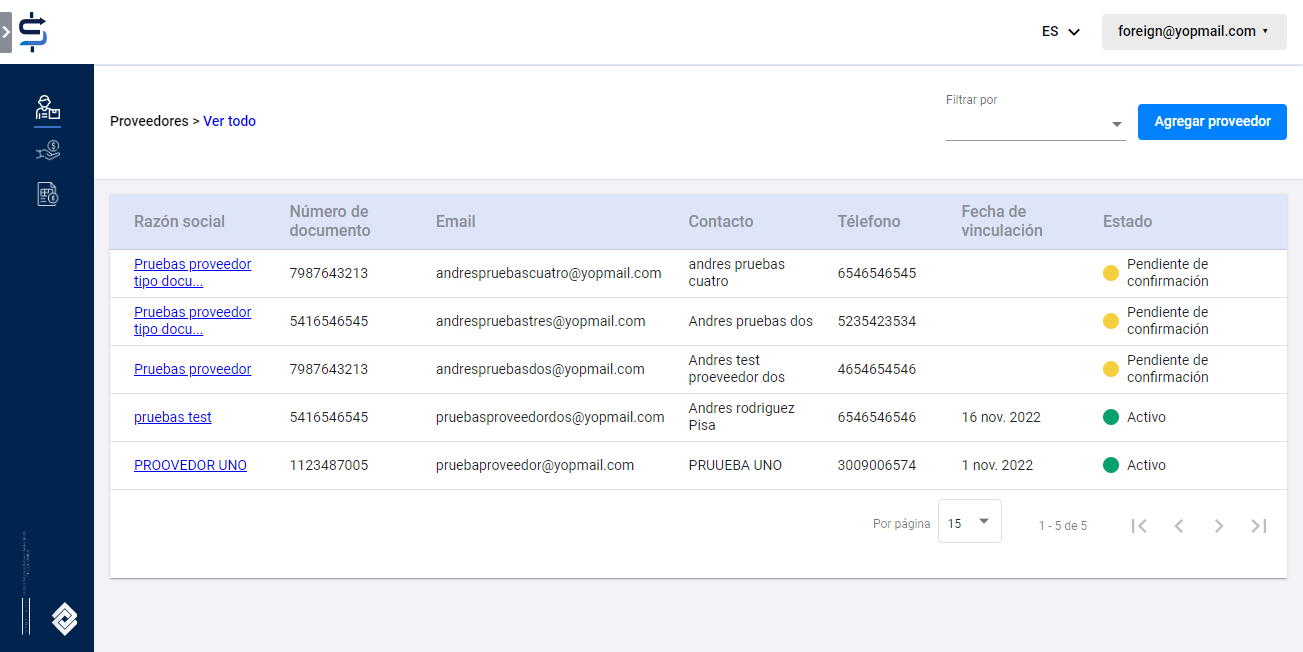 ES
foreign@yopmail.com
Proveedores > Ver todo
Filtrar por
Agregar proveedor
Razón social
Número de
documento
Email
Contacto
Télefono
Fecha de
vinculación
Estado
Pruebas proveedor
tipo docu...
7987643213
andrespruebascuatro@yopmail.com
andres pruebas
cuatro
6546546545
Pendiente de
confirmación
Pruebas proveedor
tipo docu...
5416546545
andrespruebastres@yopmail.com
Andres pruebas dos
5235423534
Pendiente de
confirmación
Pruebas proveedor
7987643213
andrespruebasdos@yopmail.com
Andres test
proeveedor dos
4654654546
Pendiente de
confirmación
pruebas test
5416546545
pruebasproveedordos@yopmail.com
Andres rodriguez
Pisa
6546546546
16 nov. 2022
Activo
PROOVEDOR UNO
1123487005
pruebaproveedor@yopmail.com
PRUUEBA UNO
3009006574
1 nov. 2022
Activo
Por página
15
1 - 5 de 5